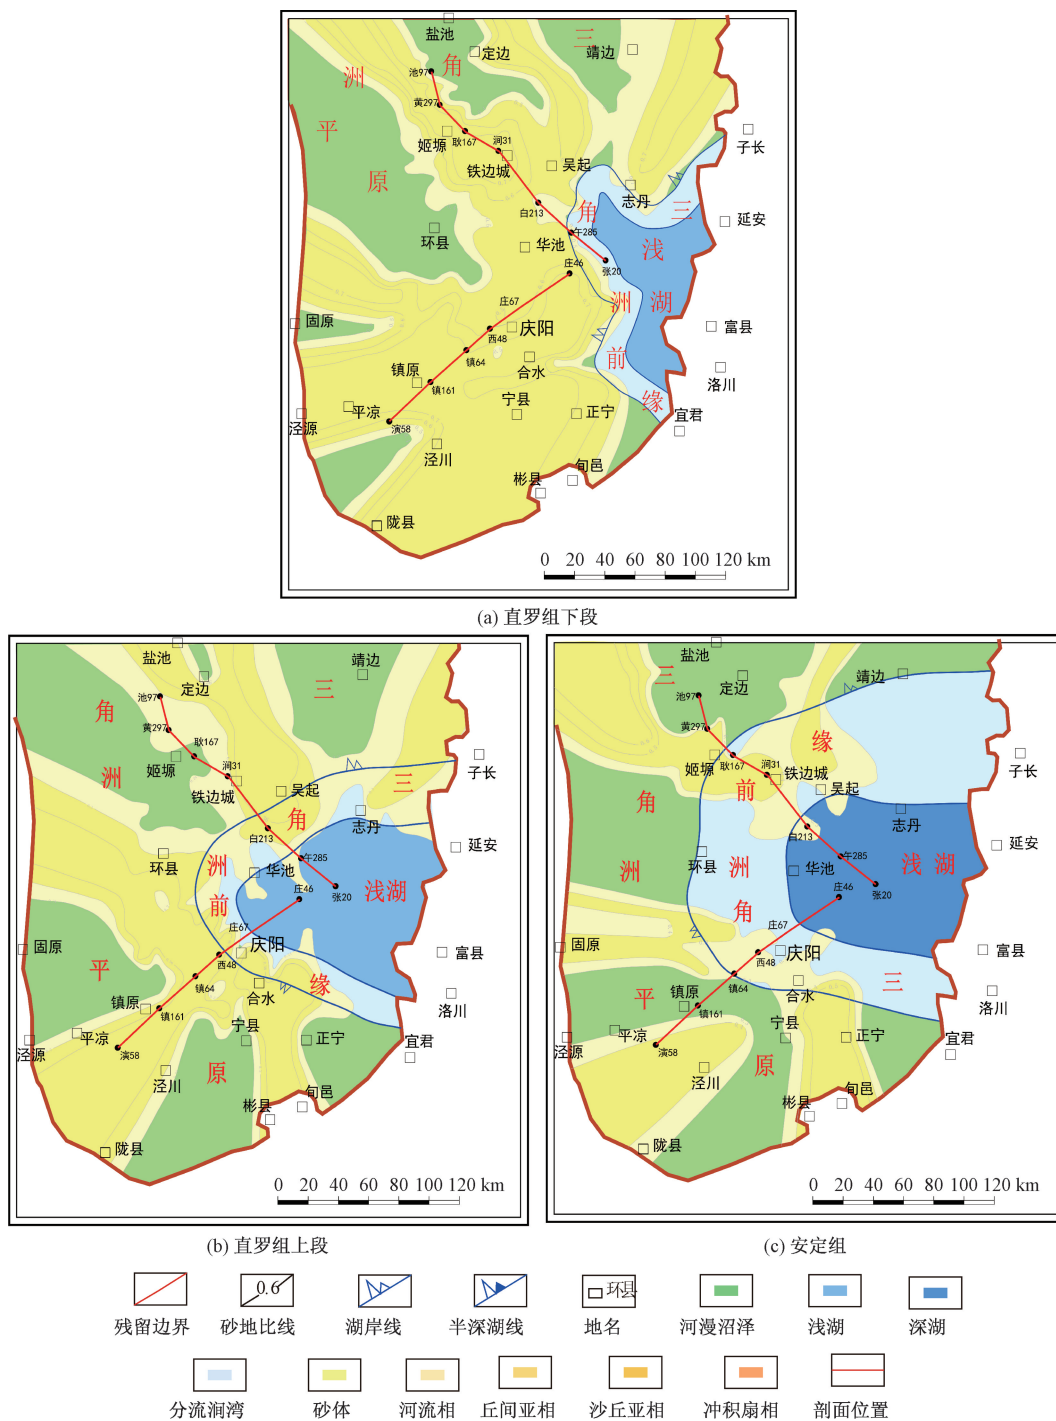 盐池
三
定边
角
靖边
洲
池97
黄297
平
子长
姬塬
耿167
涧31
铁边城
吴起
原
志丹
白213
角
三
延安
环县
午285
华池
浅
庄46
张20
庄67
洲
湖
固原
西48
庆阳
富县
镇64
合水
前
镇原
镇161
洛川
平凉
宁县
正宁
缘
宜君
泾源
演58
泾川
旬邑
彬县
陇县
0 20 40 60 80 100 120 km
(a) 直罗组下段
盐池
定边
靖边
三
池97
角
黄297
耿167
姬塬
涧31
子长
洲
铁边城
吴起
三
角
志丹
白213
延安
环县
午285
洲
华池
浅湖
庄46
张20
前
庄67
固原
庆阳
富县
西48
平
镇64
合水
缘
洛川
镇原
镇161
宁县
平凉
正宁
泾源
演58
宜君
泾川
原
旬邑
彬县
陇县
0 20 40 60 80 100 120 km
(b) 直罗组上段
盐池
三
定边
靖边
池97
黄297
缘
姬塬
耿167
涧31
子长
铁边城
前
吴起
角
白213
志丹
延安
环县
午285
洲
洲
华池
浅湖
庄46
张20
角
庄67
固原
庆阳
富县
西48
镇64
合水
三
洛川
平
镇原
镇161
宁县
平凉
正宁
泾源
演58
宜君
泾川
原
旬邑
彬县
陇县
0 20 40 60 80 100 120 km
(c) 安定组
0.6
环县
残留边界 砂地比线 湖岸线 半深湖线 地名 河漫沼泽 浅湖 深湖
分流涧湾 砂体 河流相 丘间亚相 沙丘亚相 冲积扇相 剖面位置